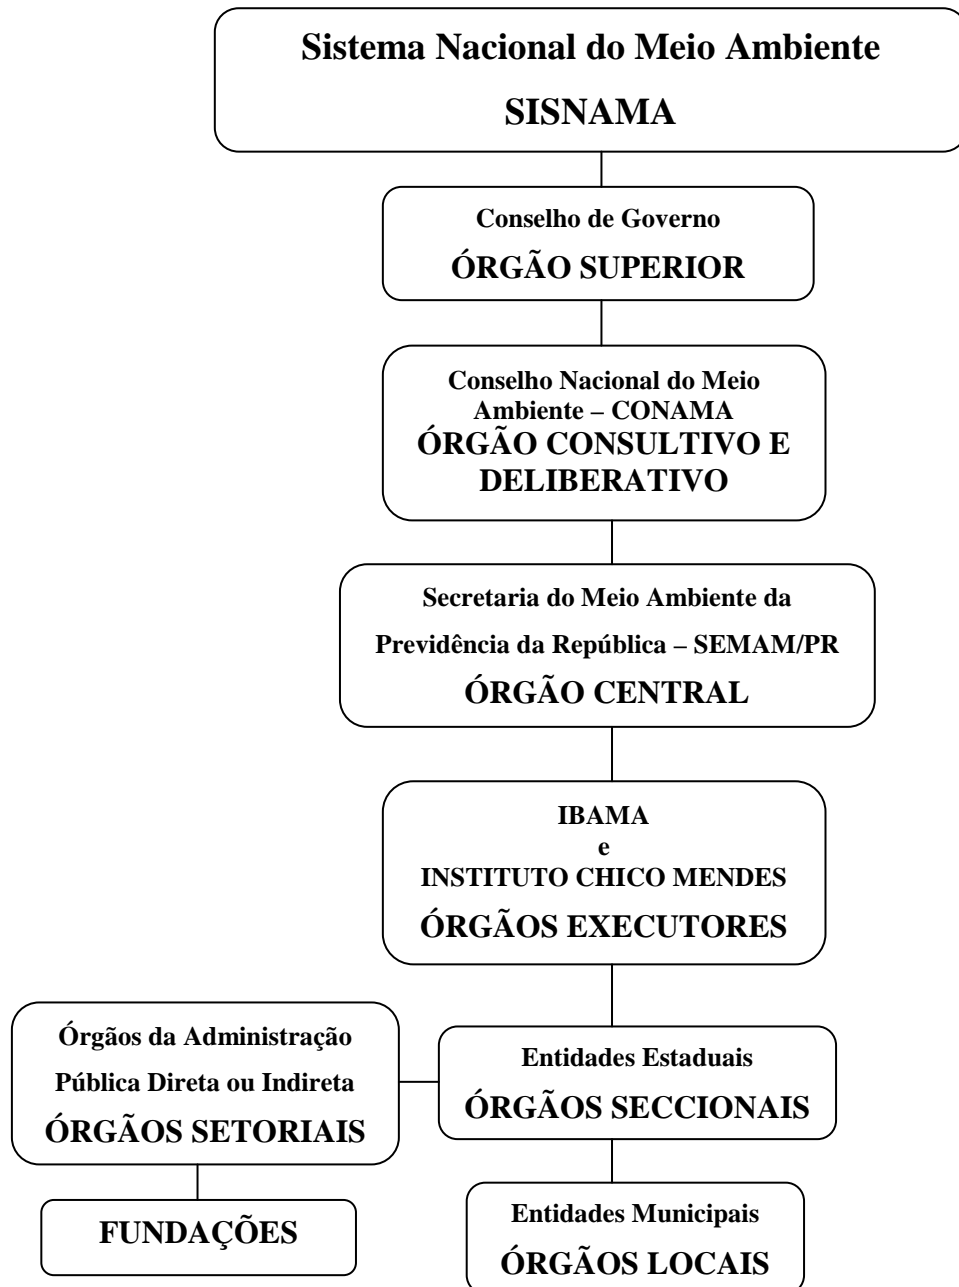 Sistema Nacional do Meio Ambiente
SISNAMA
Conselho de Governo
ÓRGÃO SUPERIOR
Conselho Nacional do Meio
Ambiente – CONAMA
ÓRGÃO CONSULTIVO E
DELIBERATIVO
Secretaria do Meio Ambiente da
Previdência da República – SEMAM/PR
ÓRGÃO CENTRAL
IBAMA
e
INSTITUTO CHICO MENDES
ÓRGÃOS EXECUTORES
Órgãos da Administração
Pública Direta ou Indireta
ÓRGÃOS SETORIAIS
Entidades Estaduais
ÓRGÃOS SECCIONAIS
FUNDAÇÕES
Entidades Municipais
ÓRGÃOS LOCAIS